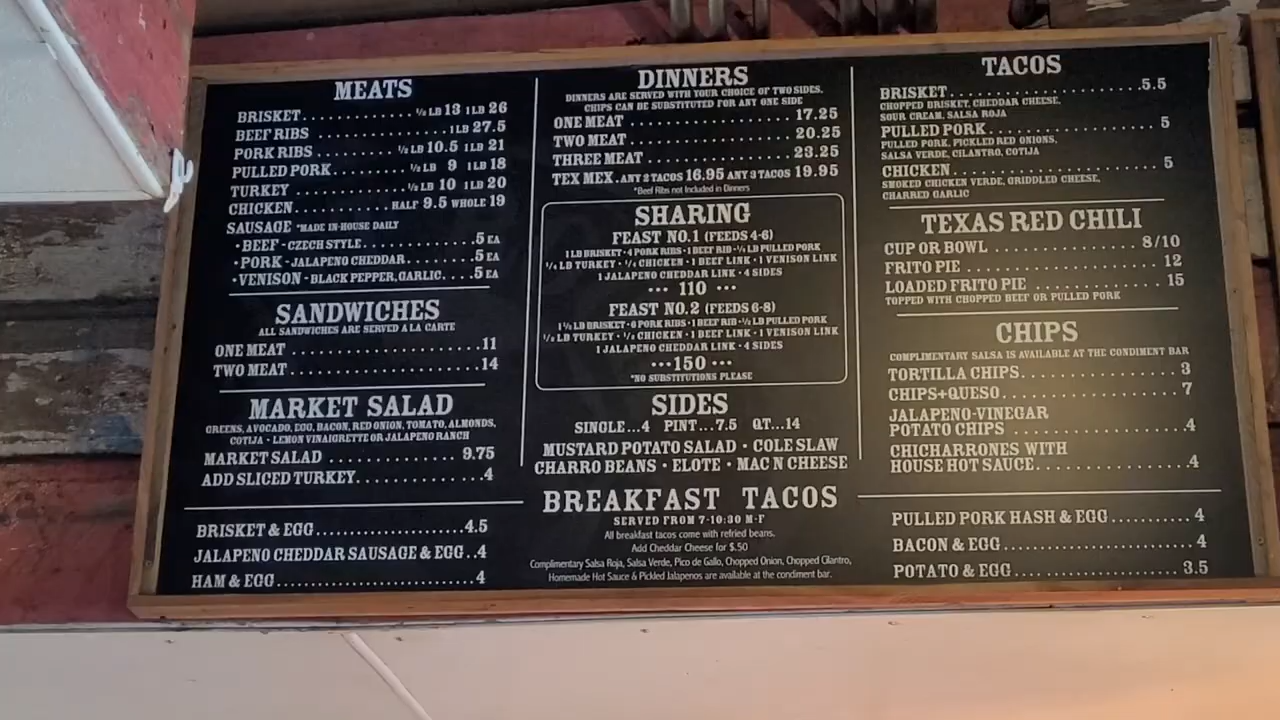 MEATS
BRISKET ............ ½ LB 13 1 LB 26
BEEF RIBS ................ 1 LB 27.5
PORK RIBS ......... ½ LB 10.5 1 LB 21
PULLED PORK ......... ½ LB 9 1 LB 18
TURKEY ............. ½ LB 10 1 LB 20
CHICKEN ........... HALF 9.5 WHOLE 19
SAUSAGE *MADE IN-HOUSE DAILY
• BEEF - CZECH STYLE ............... 5 EA
• PORK - JALAPENO CHEDDAR .......... 5 EA
• VENISON - BLACK PEPPER, GARLIC .... 5 EA
SANDWICHES
ALL SANDWICHES ARE SERVED A LA CARTE
ONE MEAT ........................ 11
TWO MEAT ........................ 14
MARKET SALAD
GREENS, AVOCADO, EGG, BACON, RED ONION, TOMATO, ALMONDS,
COTIJA • LEMON VINAIGRETTE OR JALAPENO RANCH
MARKET SALAD ................ 9.75
ADD SLICED TURKEY ................ 4
DINNERS
DINNERS ARE SERVED WITH YOUR CHOICE OF TWO SIDES.
CHIPS CAN BE SUBSTITUTED FOR ANY ONE SIDE
ONE MEAT .................... 17.25
TWO MEAT .................... 20.25
THREE MEAT .................. 23.25
TEX MEX . ANY 2 TACOS 16.95 ANY 3 TACOS 19.95
*Beef Ribs not Included in Dinners
SHARING
FEAST NO.1 (FEEDS 4-6)
1 LB BRISKET • 4 PORK RIBS • 1 BEEF RIB • ½ LB PULLED PORK
LB TURKEY • CHICKEN • 1 BEEF LINK • 1 VENISON LINK
1 JALAPENO CHEDDAR LINK • 4 SIDES
••• 110 •••
FEAST NO.2 (FEEDS 6-8)
1 ½ LB BRISKET • 6 PORK RIBS • 1 BEEF RIB • ½ LB PULLED PORK
LB TURKEY • ½ CHICKEN • 1 BEEF LINK • 1 VENISON LINK
1 JALAPENO CHEDDAR LINK • 4 SIDES
••• 150 •••
*NO SUBSTITUTIONS PLEASE
SIDES
SINGLE...4 PINT...7.5 QT...14
MUSTARD POTATO SALAD • COLE SLAW
CHARRO BEANS • ELOTE • MAC N CHEESE
TACOS
BRISKET ........................ 5.5
CHOPPED BRISKET, CHEDDAR CHEESE,
SOUR CREAM, SALSA ROJA
PULLED PORK ...................... 5
PULLED PORK, PICKLED RED ONIONS,
SALSA VERDE, CILANTRO, COTIJA
CHICKEN .......................... 5
SMOKED CHICKEN VERDE, GRIDDLED CHEESE,
CHARRED GARLIC
TEXAS RED CHILI
CUP OR BOWL .................. 8/10
FRITO PIE ...................... 12
LOADED FRITO PIE ............... 15
TOPPED WITH CHOPPED BEEF OR PULLED PORK
CHIPS
COMPLIMENTARY SALSA IS AVAILABLE AT THE CONDIMENT BAR
TORTILLA CHIPS ................... 3
CHIPS+QUESO ...................... 7
JALAPENO-VINEGAR
POTATO CHIPS ..................... 4
CHICHARRONES WITH
HOUSE HOT SAUCE .................. 4
BREAKFAST TACOS
SERVED FROM 7-10:30 M-F
All breakfast tacos come with refried beans.
Add Cheddar Cheese for $.50
Complimentary Salsa Roja, Salsa Verde, Pico de Gallo, Chopped Onion, Chopped Cilantro,
Homemade Hot Sauce & Pickled Jalapenos are available at the condiment bar.
BRISKET & EGG .................. 4.5
JALAPENO CHEDDAR SAUSAGE & EGG .. 4
HAM & EGG ........................ 4
PULLED PORK HASH & EGG .......... 4
BACON & EGG ...................... 4
POTATO & EGG ................... 3.5